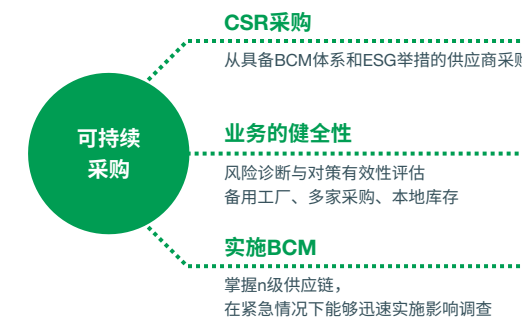 CSR采购
从具备BCM体系和ESG举措的供应商采
可持续
采购
业务的健全性
风险诊断与对策有效性评估
备用工厂、多家采购、本地库存
实施BCM
掌握n级供应链，
在紧急情况下能够迅速实施影响调查